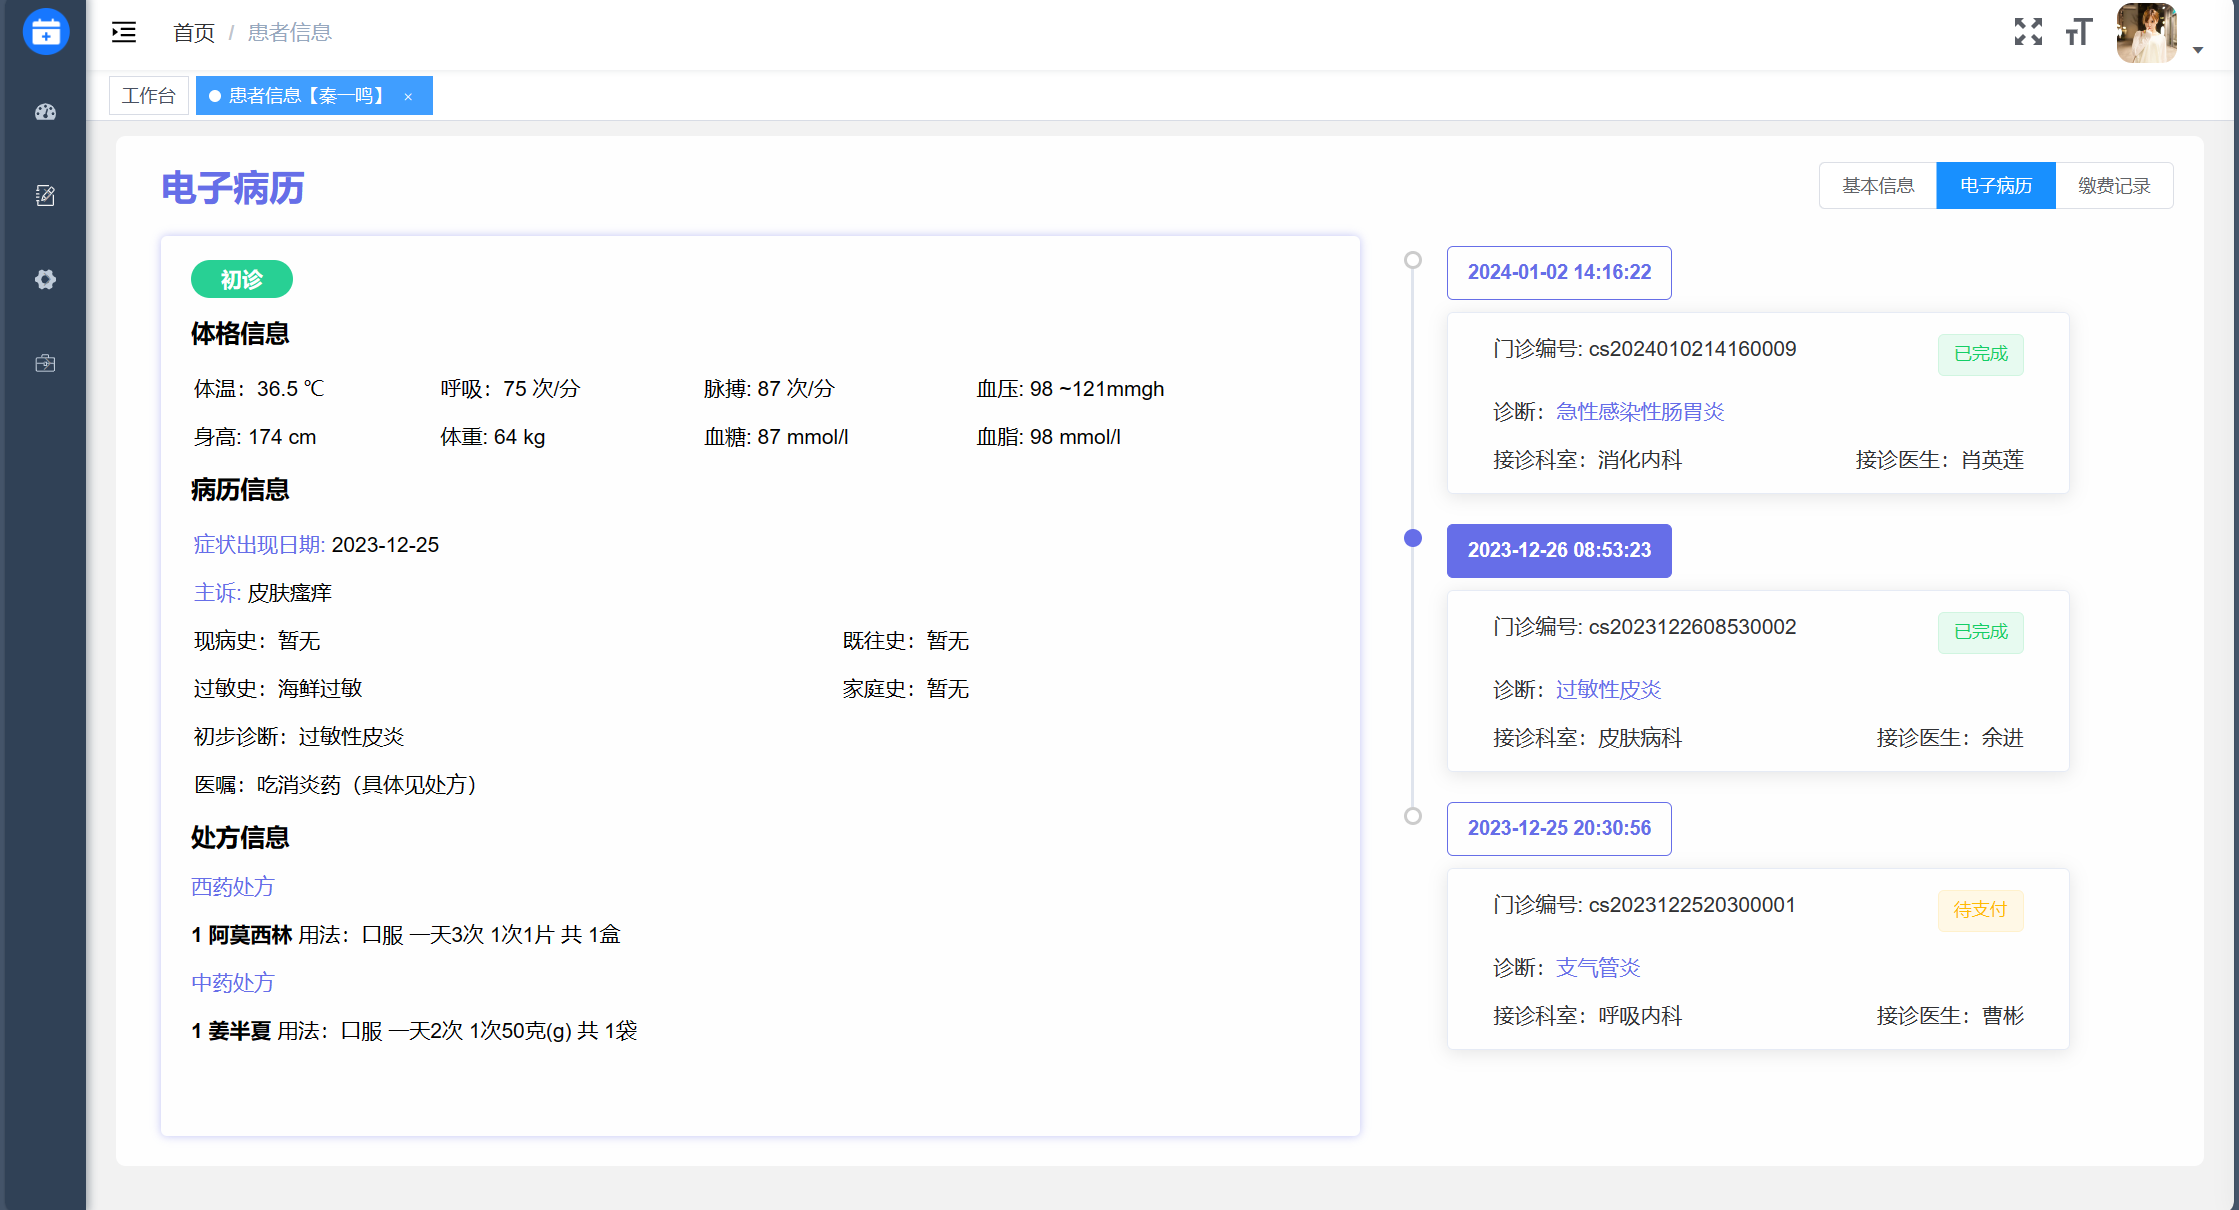 首页 / 患者信息
工作台
患者信息【秦一鸣】 ×
电子病历
基本信息
电子病历
缴费记录
初诊
体格信息
体温：36.5 ℃ 呼吸：75 次/分 脉搏: 87 次/分 血压: 98 ~121mmgh
身高: 174 cm 体重: 64 kg 血糖: 87 mmol/l 血脂: 98 mmol/l
病历信息
症状出现日期: 2023-12-25
主诉: 皮肤瘙痒
现病史：暂无 既往史：暂无
过敏史：海鲜过敏 家庭史：暂无
初步诊断：过敏性皮炎
医嘱：吃消炎药（具体见处方）
处方信息
西药处方
1 阿莫西林 用法：口服 一天3次 1次1片 共 1盒
中药处方
1 姜半夏 用法：口服 一天2次 1次50克(g) 共 1袋
2024-01-02 14:16:22
门诊编号: cs2024010214160009 已完成
诊断：急性感染性肠胃炎
接诊科室：消化内科 接诊医生：肖英莲
2023-12-26 08:53:23
门诊编号: cs2023122608530002 已完成
诊断：过敏性皮炎
接诊科室：皮肤病科 接诊医生：余进
2023-12-25 20:30:56
门诊编号: cs2023122520300001 待支付
诊断：支气管炎
接诊科室：呼吸内科 接诊医生：曹彬